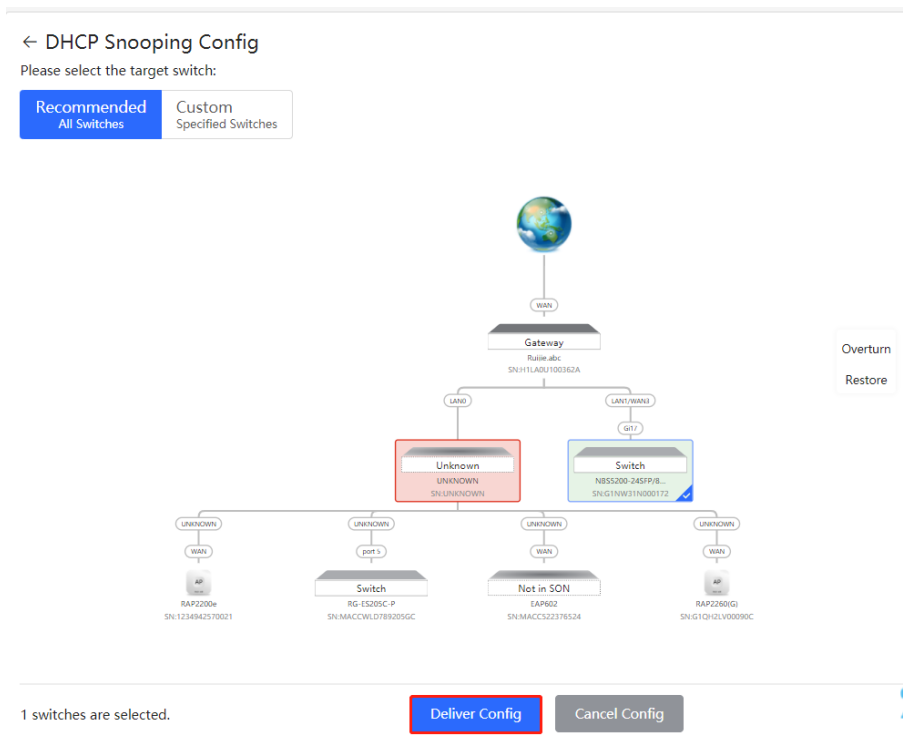 ← DHCP Snooping Config
Please select the target switch:
Recommended
All Switches
Custom
Specified Switches
WAN
Gateway
Ruijie.abc
SN:H1LA0U100362A
Overturn
Restore
LAN0
LAN1/WAN3
Gi1/
Unknown
UNKNOWN
SN:UNKNOWN
Switch
NBS5200-24SFP/8...
SN:G1NW31N000172
UNKNOWN
UNKNOWN
UNKNOWN
UNKNOWN
WAN
port 5
WAN
WAN
AP
AP
RAP2200e
SN:1234942570021
Switch
RG-ES205C-P
SN:MACCWLD789205GC
Not in SON
EAP602
SN:MACC522376524
RAP2260(G)
SN:G1QH2LV00090C
1 switches are selected.
Deliver Config
Cancel Config